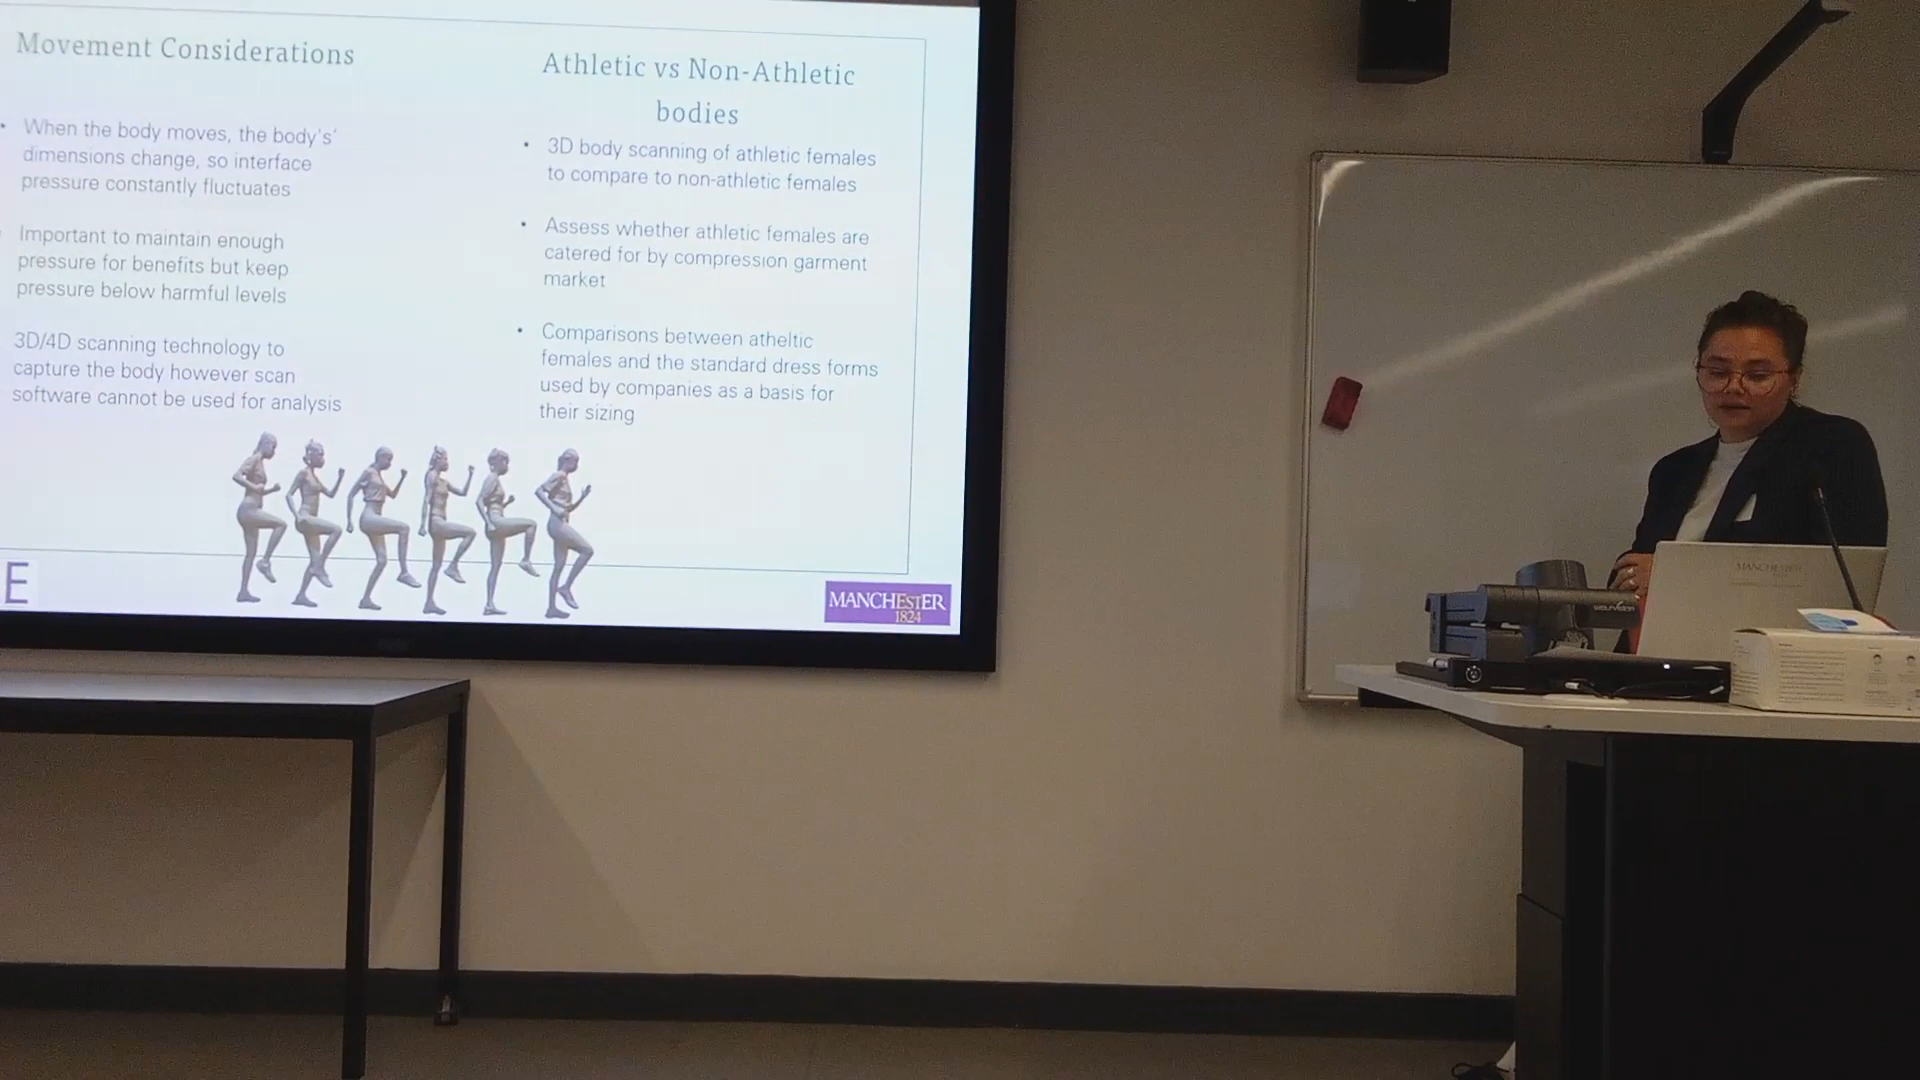 Movement Considerations
• When the body moves, the body's'
dimensions change, so interface
pressure constantly fluctuates
Important to maintain enough
pressure for benefits but keep
pressure below harmful levels
3D/4D scanning technology to
capture the body however scan
software cannot be used for analysis
Athletic vs Non-Athletic
bodies
• 3D body scanning of athletic females
to compare to non-athletic females
• Assess whether athletic females are
catered for by compression garment
market
• Comparisons between atheltic
females and the standard dress forms
used by companies as a basis for
their sizing
E
MANCHESTER
1824
MANCHESTER
wolfvision